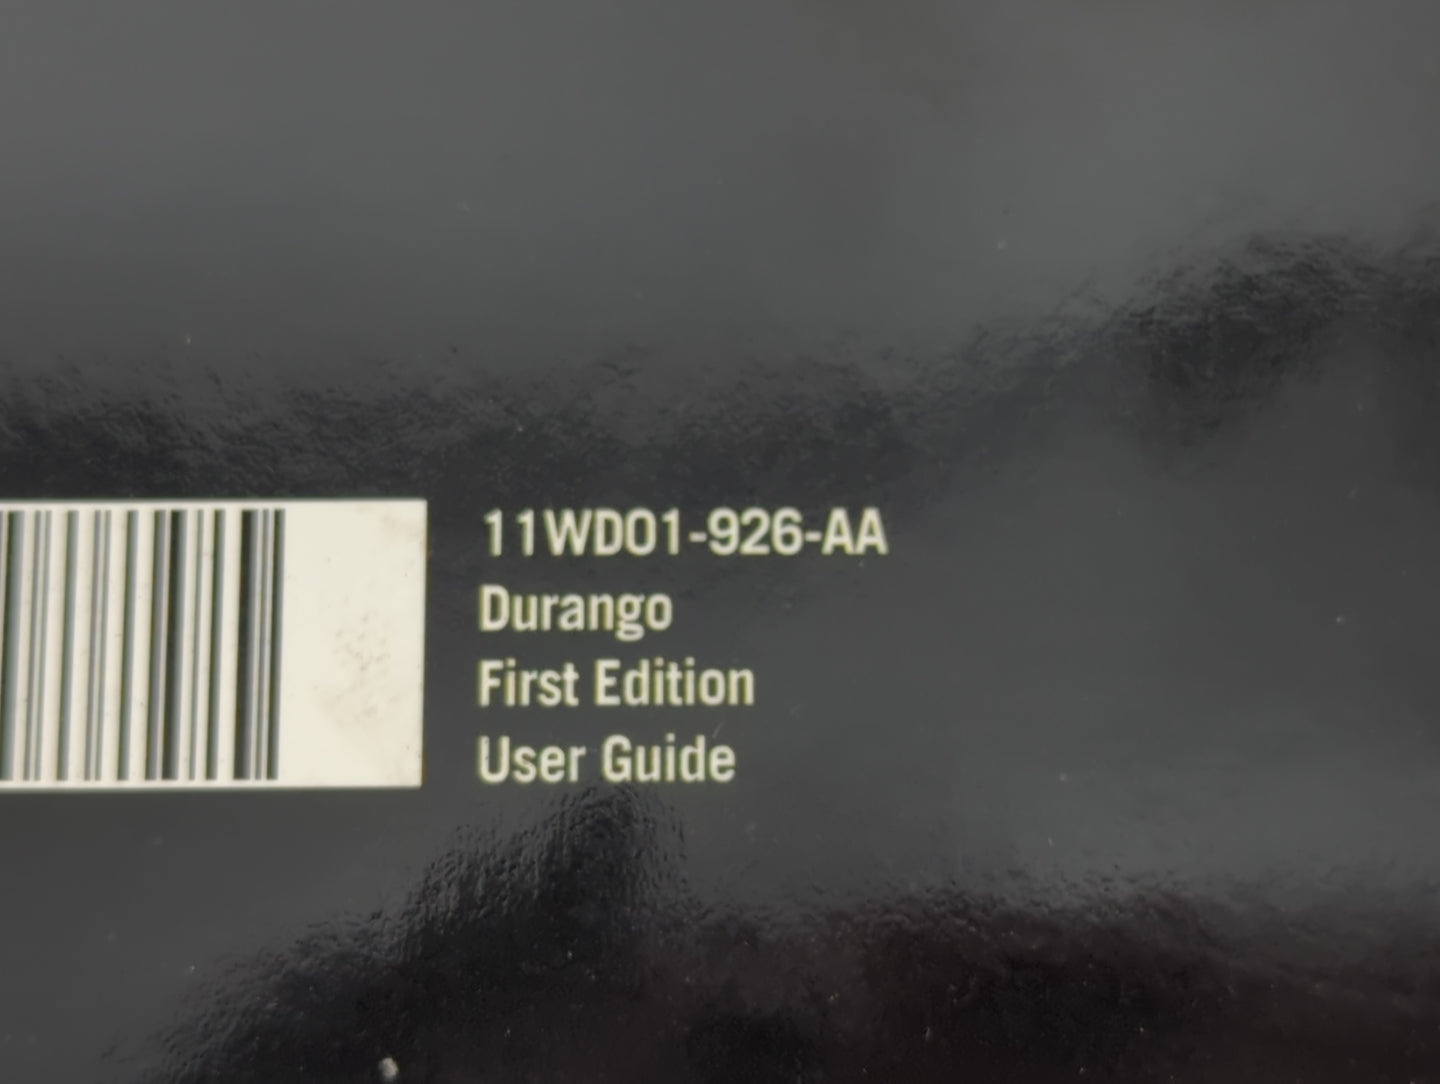 11WD01-926-AA
Durango
First Edition
User Guide